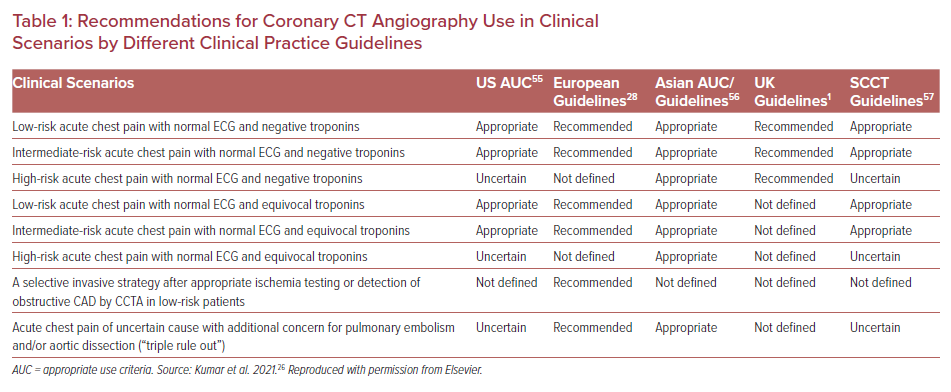 Table 1: Recommendations for Coronary CT Angiography Use in Clinical
Scenarios by Different Clinical Practice Guidelines
Clinical Scenarios US AUC55 European Guidelines28 Asian AUC/ Guidelines56 UK Guidelines1 SCCT Guidelines57
Low-risk acute chest pain with normal ECG and negative troponins Appropriate Recommended Appropriate Recommended Appropriate
Intermediate-risk acute chest pain with normal ECG and negative troponins Appropriate Recommended Appropriate Recommended Appropriate
High-risk acute chest pain with normal ECG and negative troponins Uncertain Not defined Appropriate Recommended Uncertain
Low-risk acute chest pain with normal ECG and equivocal troponins Appropriate Recommended Appropriate Not defined Appropriate
Intermediate-risk acute chest pain with normal ECG and equivocal troponins Appropriate Recommended Appropriate Not defined Appropriate
High-risk acute chest pain with normal ECG and equivocal troponins Uncertain Not defined Appropriate Not defined Uncertain
A selective invasive strategy after appropriate ischemia testing or detection of Not defined Recommended Not defined Not defined Not defined
obstructive CAD by CCTA in low-risk patients
Acute chest pain of uncertain cause with additional concern for pulmonary embolism Uncertain Recommended Appropriate Not defined Uncertain
and/or aortic dissection (“triple rule out”)
AUC = appropriate use criteria. Source: Kumar et al. 2021.26 Reproduced with permission from Elsevier.